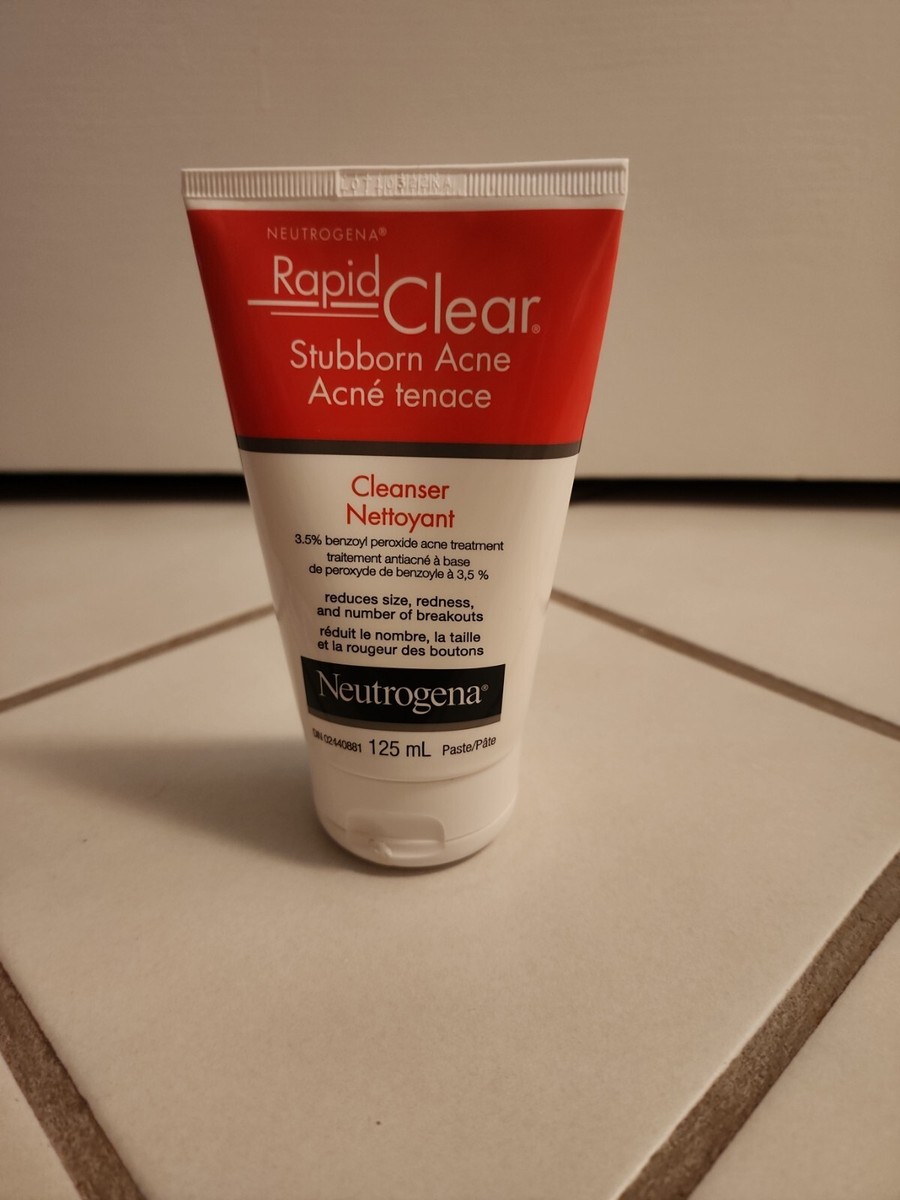 NEUTROGENA®
Rapid Clear®
Stubborn Acne
Acné tenace
Cleanser
Nettoyant
3.5% benzoyl peroxide acne treatment
traitement antiacné à base
de peroxyde de benzoyle à 3,5 %
reduces size, redness,
and number of breakouts
réduit le nombre, la taille
et la rougeur des boutons
Neutrogena®
DIN 02440881 125 mL Paste/Pâte